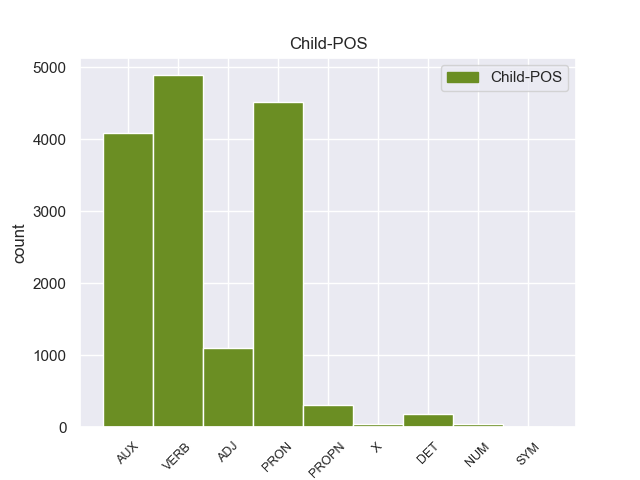 Child-POS
Child-POS
5000
4000
3000
2000
1000
0
count
AUX
VERB
ADJ
PRON
PROPN
X
DET
NUM
SYM